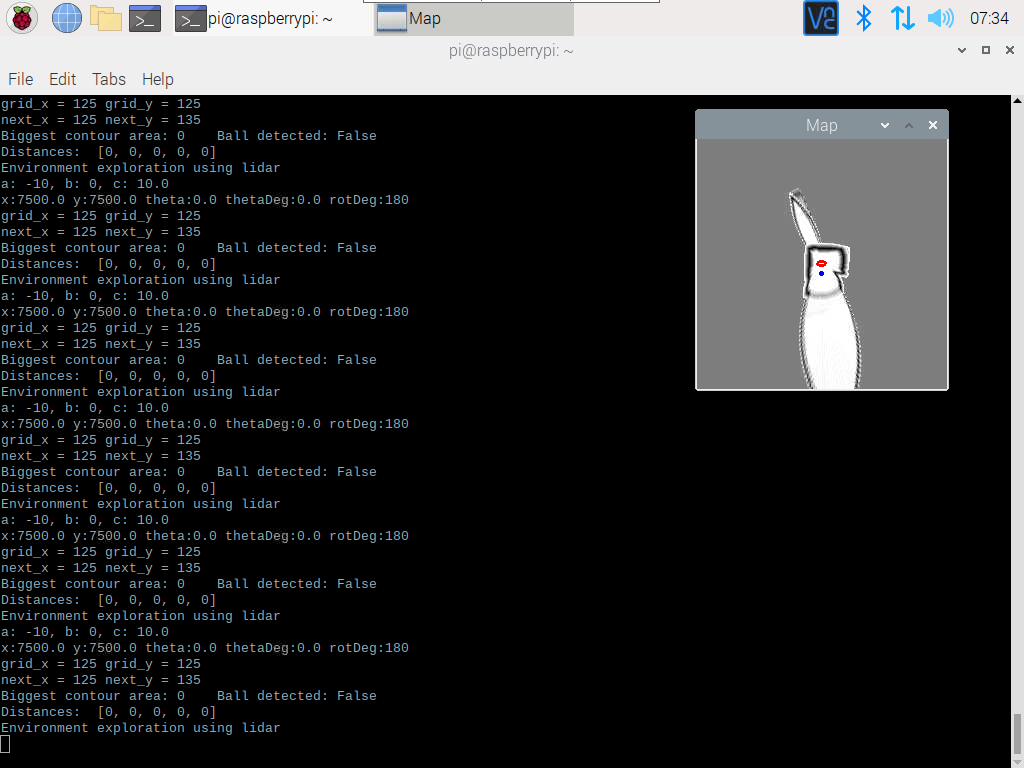 pi@raspberrypi: ~
Map
07:34
pi@raspberrypi: ~
File Edit Tabs Help
grid_x = 125 grid_y = 125
next_x = 125 next_y = 135
Biggest contour area: 0    Ball detected: False
Distances:  [0, 0, 0, 0, 0]
Environment exploration using lidar
a: -10, b: 0, c: 10.0
x:7500.0 y:7500.0 theta:0.0 thetaDeg:0.0 rotDeg:180
grid_x = 125 grid_y = 125
next_x = 125 next_y = 135
Biggest contour area: 0    Ball detected: False
Distances:  [0, 0, 0, 0, 0]
Environment exploration using lidar
a: -10, b: 0, c: 10.0
x:7500.0 y:7500.0 theta:0.0 thetaDeg:0.0 rotDeg:180
grid_x = 125 grid_y = 125
next_x = 125 next_y = 135
Biggest contour area: 0    Ball detected: False
Distances:  [0, 0, 0, 0, 0]
Environment exploration using lidar
a: -10, b: 0, c: 10.0
x:7500.0 y:7500.0 theta:0.0 thetaDeg:0.0 rotDeg:180
grid_x = 125 grid_y = 125
next_x = 125 next_y = 135
Biggest contour area: 0    Ball detected: False
Distances:  [0, 0, 0, 0, 0]
Environment exploration using lidar
a: -10, b: 0, c: 10.0
x:7500.0 y:7500.0 theta:0.0 thetaDeg:0.0 rotDeg:180
grid_x = 125 grid_y = 125
next_x = 125 next_y = 135
Biggest contour area: 0    Ball detected: False
Distances:  [0, 0, 0, 0, 0]
Environment exploration using lidar
a: -10, b: 0, c: 10.0
x:7500.0 y:7500.0 theta:0.0 thetaDeg:0.0 rotDeg:180
grid_x = 125 grid_y = 125
next_x = 125 next_y = 135
Biggest contour area: 0    Ball detected: False
Distances:  [0, 0, 0, 0, 0]
Environment exploration using lidar
Map